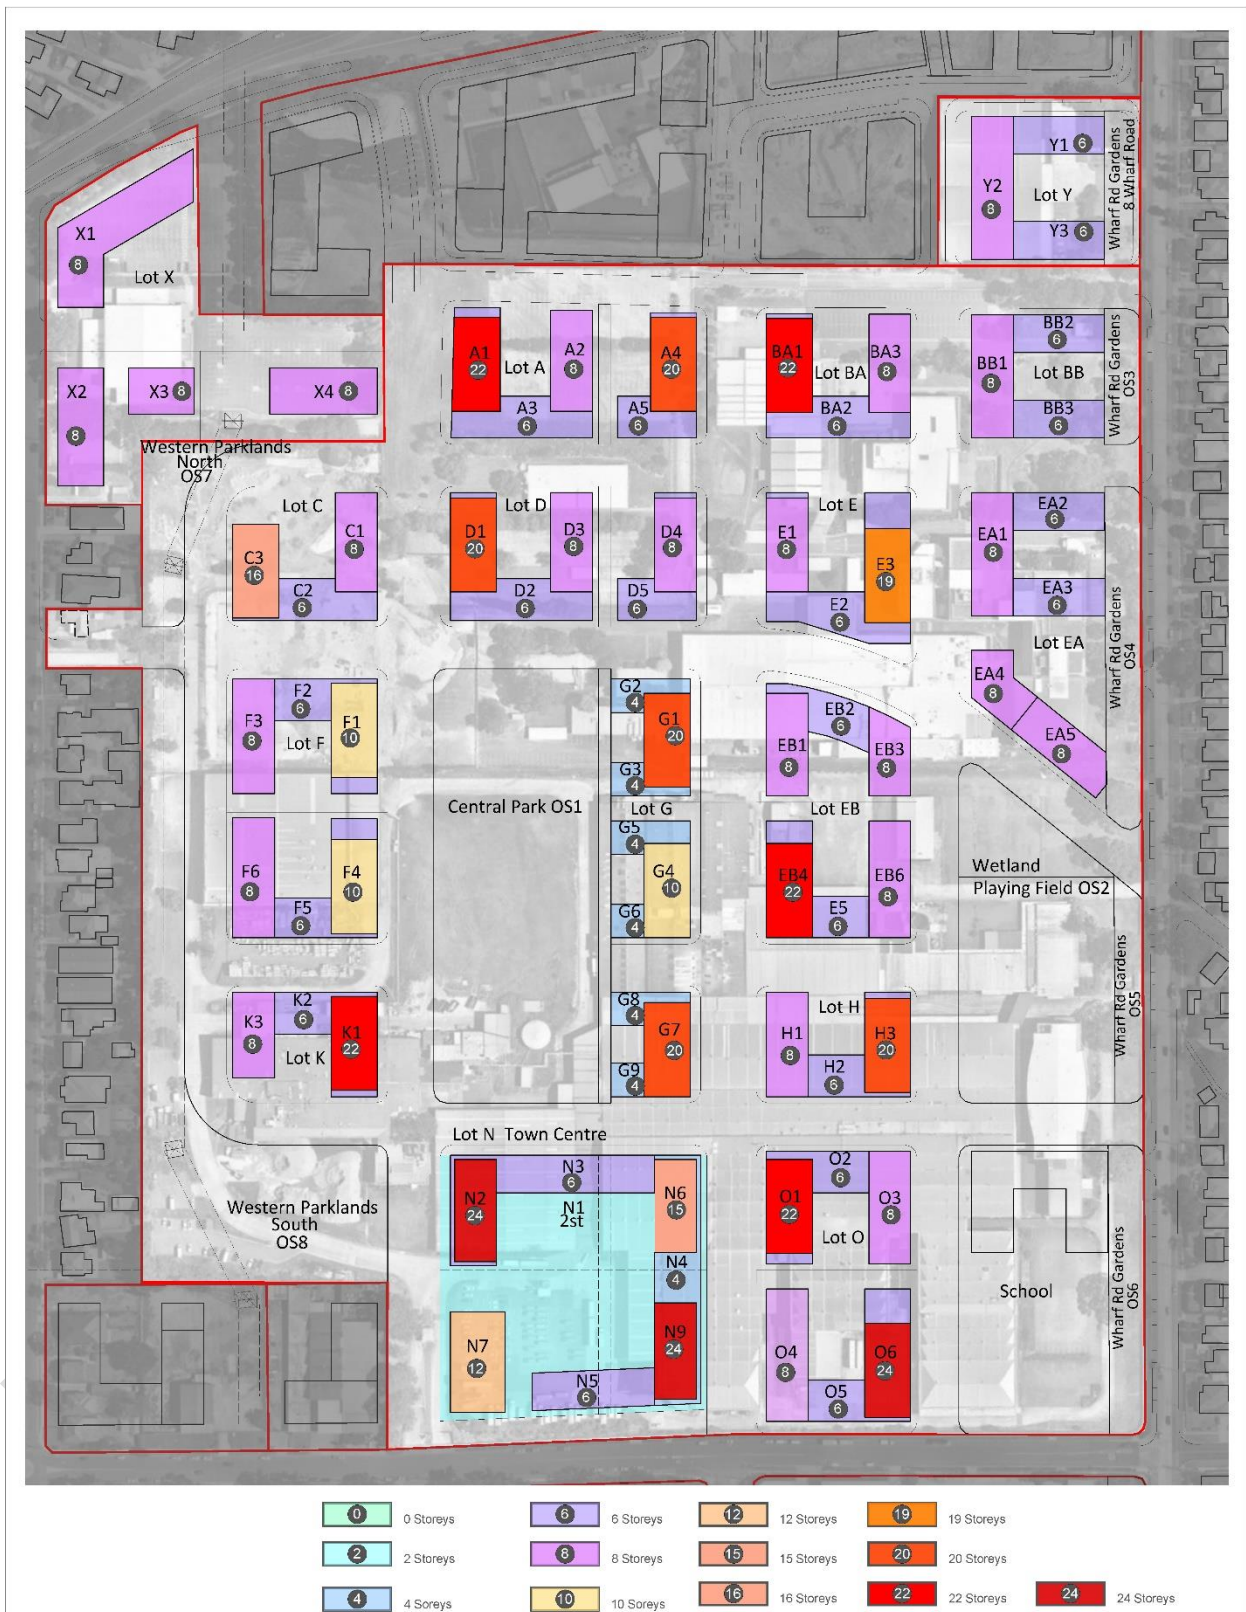 Y1 6
Y2
8
Lot Y
Y3 6
Wharf Rd Gardens
8 Wharf Road
X1
8
Lot X
X2
8
X3 8
X4 8
Western Parklands
North
OS7
A1
22
Lot A
A2
8
A3
6
A4
20
A5
6
BA1
22
Lot BA
BA3
8
BA2
6
BB1
8
BB2
6
Lot BB
BB3
6
Wharf Rd Gardens
OS3
Lot C
C1
8
C3
16
C2
6
Lot D
D1
20
D3
8
D2
6
D4
8
D5
6
Lot E
E1
8
E3
19
E2
6
EA1
8
EA2
6
EA3
6
Lot EA
EA4
8
EA5
8
Wharf Rd Gardens
OS4
F2
6
F3
8
F1
10
Lot F
F6
8
F4
10
F5
6
Central Park OS1
G2
4
G1
20
G3
4
Lot G
G5
4
G4
10
G6
4
EB2
6
EB1
8
EB3
8
Lot EB
EB4
22
EB6
8
E5
6
Wetland
Playing Field OS2
Wharf Rd Gardens
OS5
K2
6
K3
8
K1
22
Lot K
G8
4
G7
20
G9
4
Lot H
H1
8
H3
20
H2
6
Lot N Town Centre
N3
6
N2
24
N1
2st
N6
15
N4
4
N7
12
N9
24
N5
6
Western Parklands
South
OS8
O2
6
O1
22
O3
8
Lot O
O4
8
O6
24
O5
6
School
Wharf Rd Gardens
OS6
0 0 Storeys
6 6 Storeys
12 12 Storeys
19 19 Storeys
2 2 Storeys
8 8 Storeys
15 15 Storeys
20 20 Storeys
4 4 Soreys
10 10 Soreys
16 16 Storeys
22 22 Storeys
24 24 Storeys